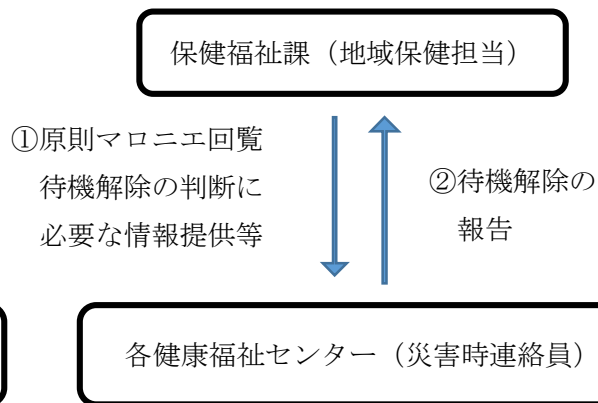 保健福祉課（地域保健担当）
①原則マロニエ回覧
待機解除の判断に
必要な情報提供等
②待機解除の
報告
各健康福祉センター（災害時連絡員）